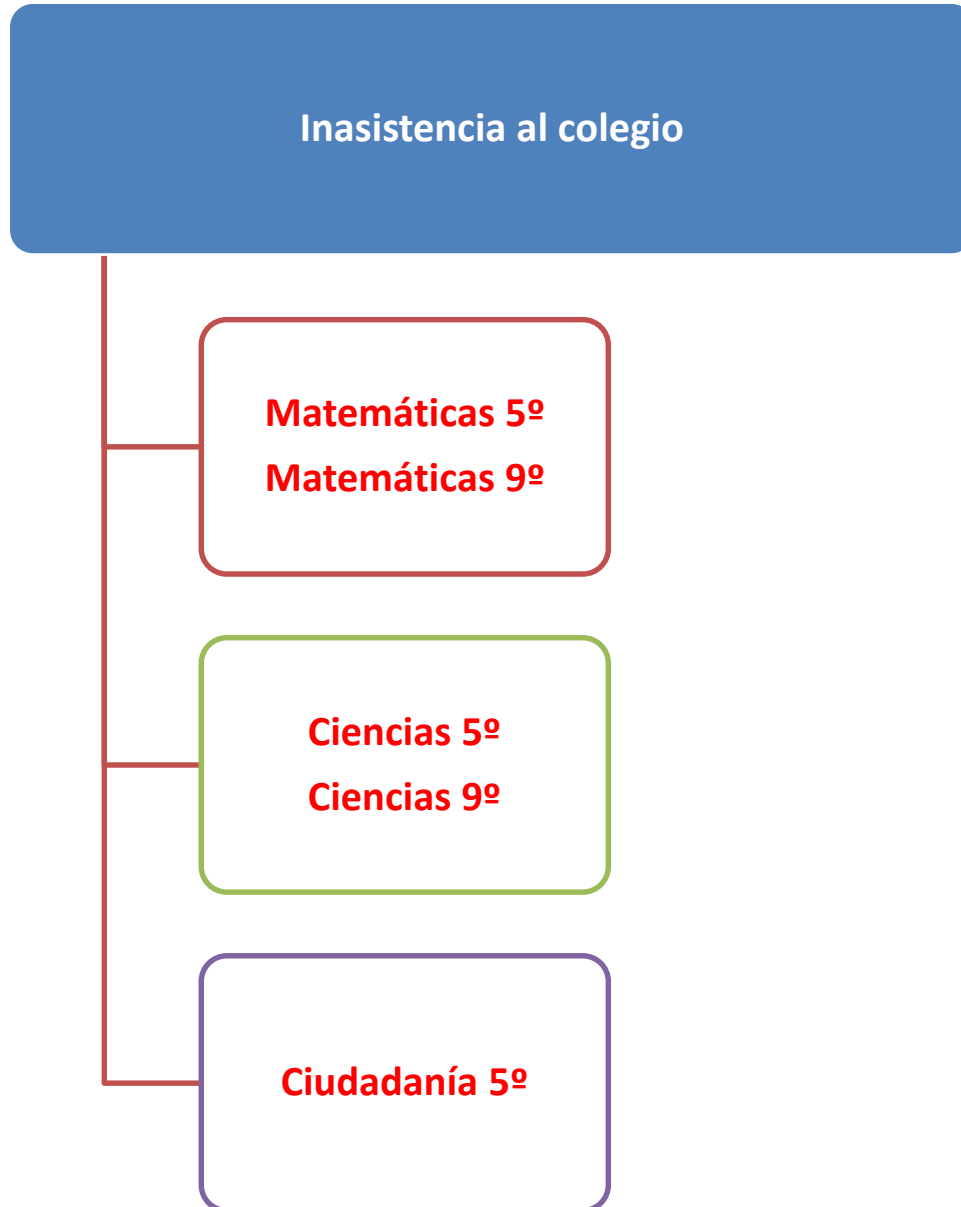 Inasistencia al colegio
Matemáticas 5º
Matemáticas 9º
Ciencias 5º
Ciencias 9º
Ciudadanía 5º